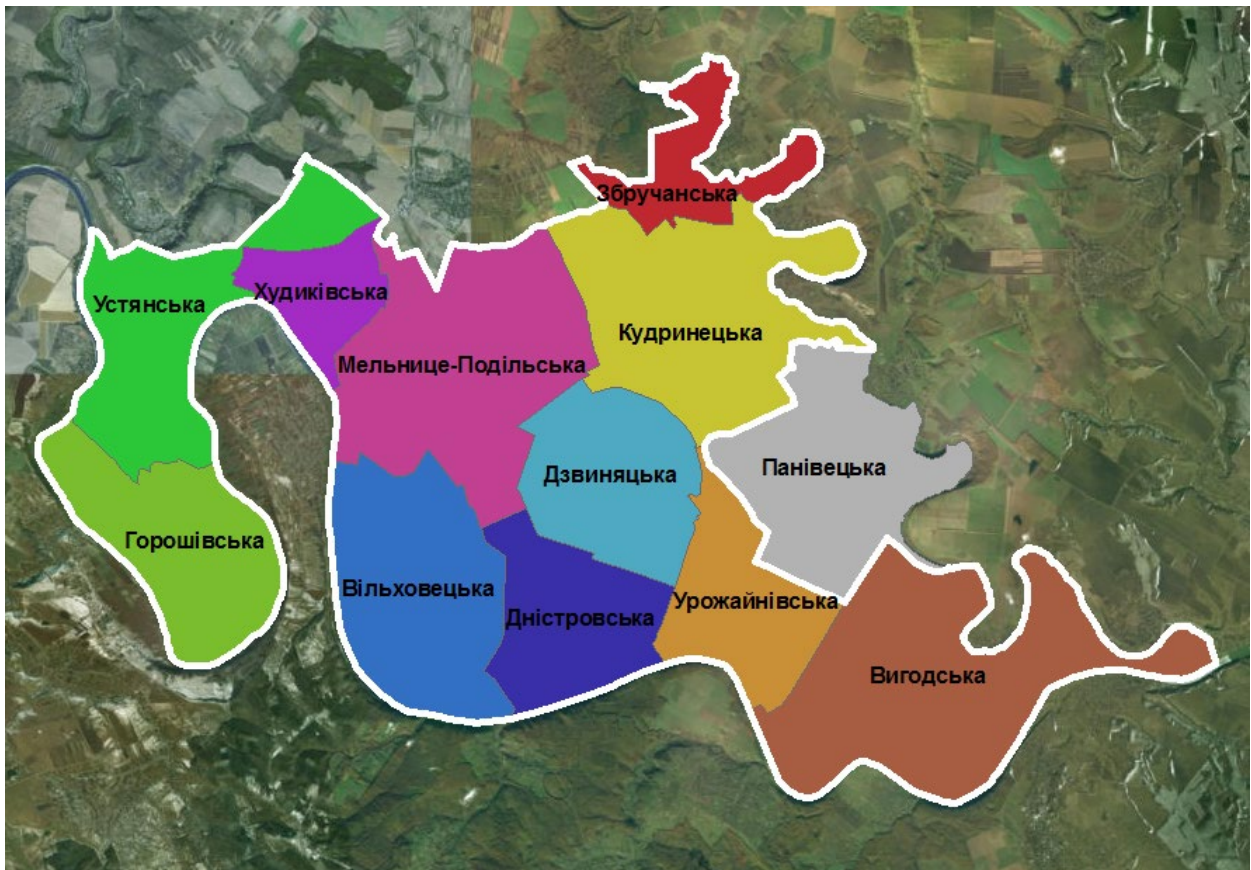 Збручанська
Устянська
Худиківська
Кудринецька
Мельнице-Подільська
Дзвиняцька
Панівецька
Горошівська
Вільховецька
Дністровська
Урожайнівська
Вигодська